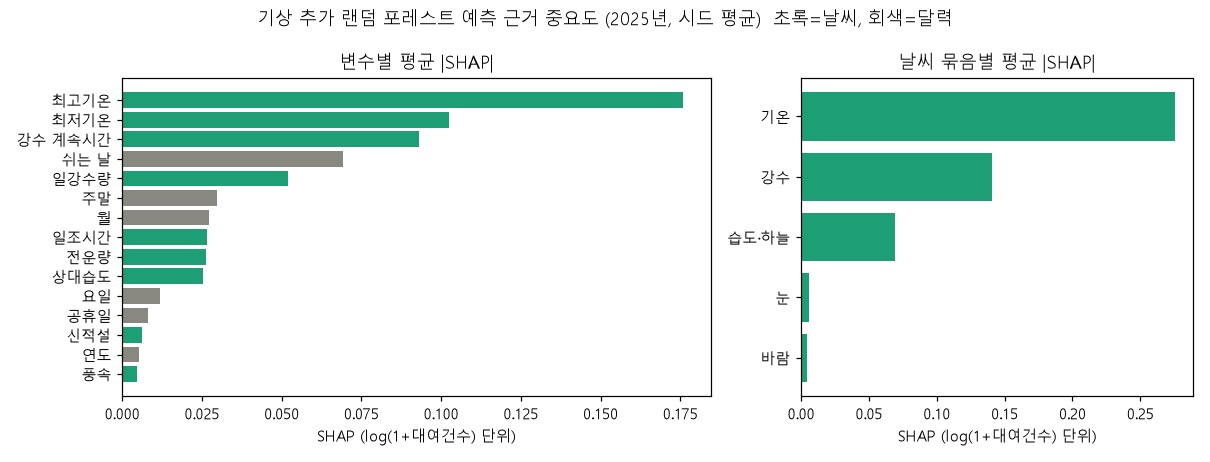 기상 추가 랜덤 포레스트 예측 근거 중요도 (2025년, 시드 평균)  초록=날씨, 회색=달력
변수별 평균 |SHAP|
최고기온
최저기온
강수 계속시간
쉬는 날
일강수량
주말
월
일조시간
전운량
상대습도
요일
공휴일
신적설
연도
풍속
0.000 0.025 0.050 0.075 0.100 0.125 0.150 0.175
SHAP (log(1+대여건수) 단위)
날씨 묶음별 평균 |SHAP|
기온
강수
습도·하늘
눈
바람
0.00 0.05 0.10 0.15 0.20 0.25
SHAP (log(1+대여건수) 단위)